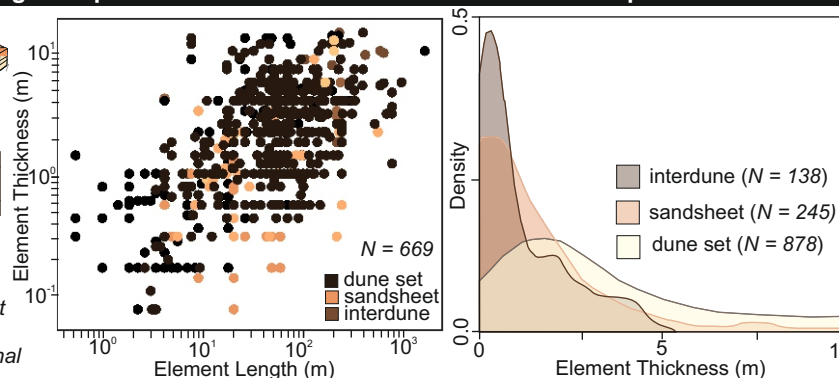 10¹
10⁰
10⁻¹
Element Thickness (m)
N = 669
dune set
sandsheet
interdune
10⁰ 10¹ 10² 10³
Element Length (m)
0.5
0.0
Density
interdune (N = 138)
sandsheet (N = 245)
dune set (N = 878)
0 5 1
Element Thickness (m)